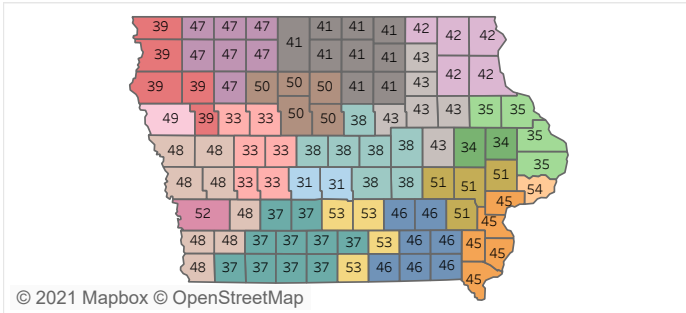 39 47 47 47 41 41 41 42 42 42
41
39 47 47 47 41 41 41 43 42 42
39 39 47 50 50 50 41 41 43
49 39 33 33 50 50 38 43 43 43 35 35
48 48 33 33 38 38 38 38 43 34 34 35
35
48 48 33 33 31 31 38 38 51 51 51 54
52 48 37 37 53 53 46 46 51 45 45
48 48 37 37 37 37 53 46 46 45 45
48 37 37 37 37 53 46 46 46 45
© 2021 Mapbox © OpenStreetMap